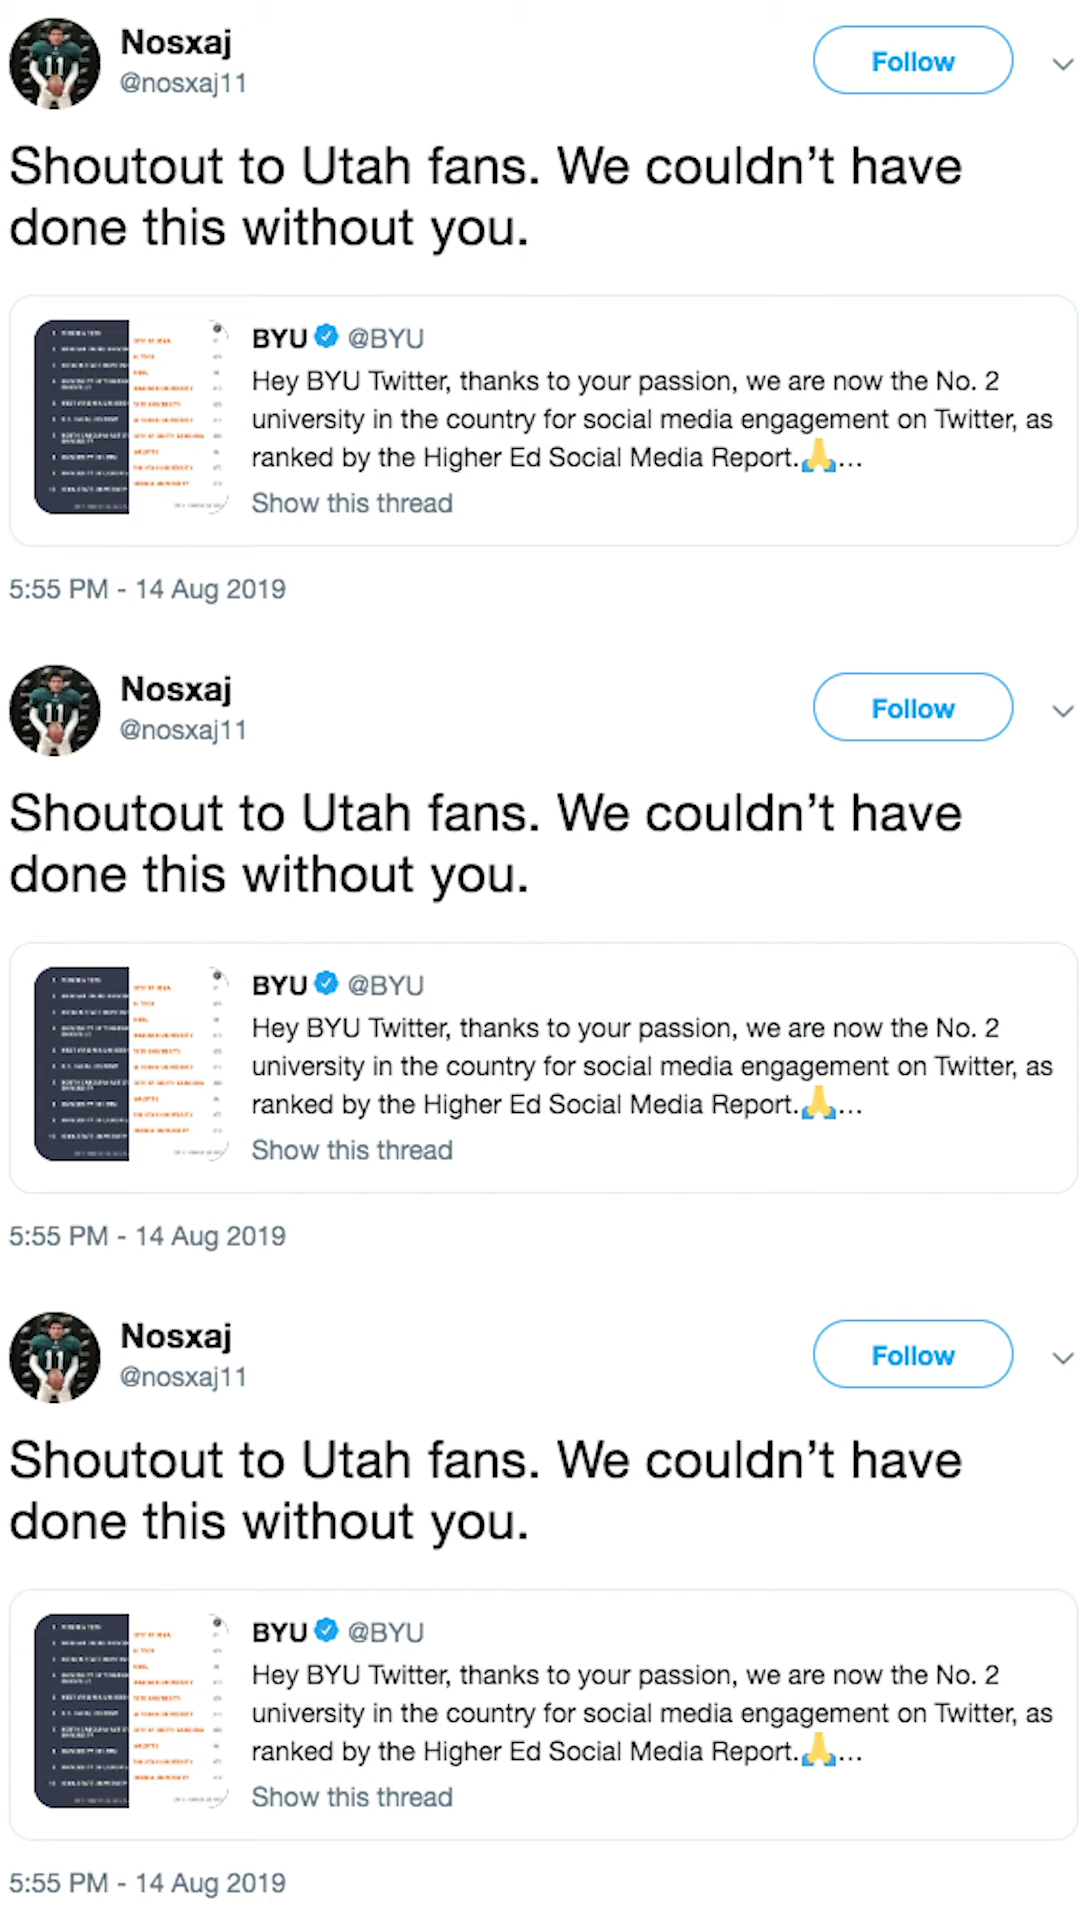 Nosxaj
@nosxaj11
Follow
Shoutout to Utah fans. We couldn’t have
done this without you.
BYU @BYU
Hey BYU Twitter, thanks to your passion, we are now the No. 2
university in the country for social media engagement on Twitter, as
ranked by the Higher Ed Social Media Report.🙏...
Show this thread
5:55 PM - 14 Aug 2019
Nosxaj
@nosxaj11
Follow
Shoutout to Utah fans. We couldn’t have
done this without you.
BYU @BYU
Hey BYU Twitter, thanks to your passion, we are now the No. 2
university in the country for social media engagement on Twitter, as
ranked by the Higher Ed Social Media Report.🙏...
Show this thread
5:55 PM - 14 Aug 2019
Nosxaj
@nosxaj11
Follow
Shoutout to Utah fans. We couldn’t have
done this without you.
BYU @BYU
Hey BYU Twitter, thanks to your passion, we are now the No. 2
university in the country for social media engagement on Twitter, as
ranked by the Higher Ed Social Media Report.🙏...
Show this thread
5:55 PM - 14 Aug 2019